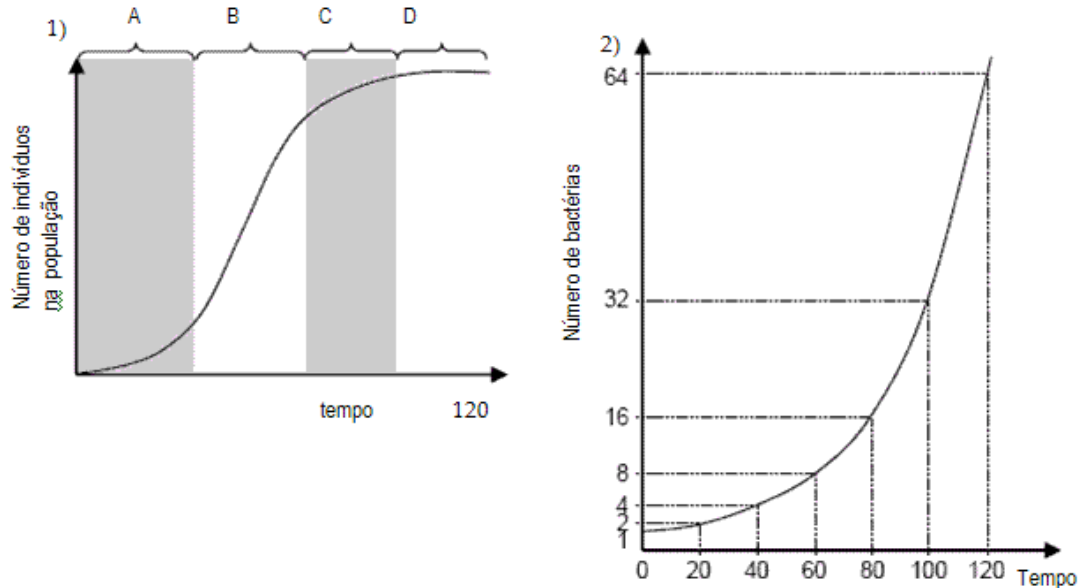 1)
A B C D
Número de indivíduos
na população
tempo 120
2)
64
32
16
8
4
2
1
Número de bactérias
0 20 40 60 80 100 120 Tempo